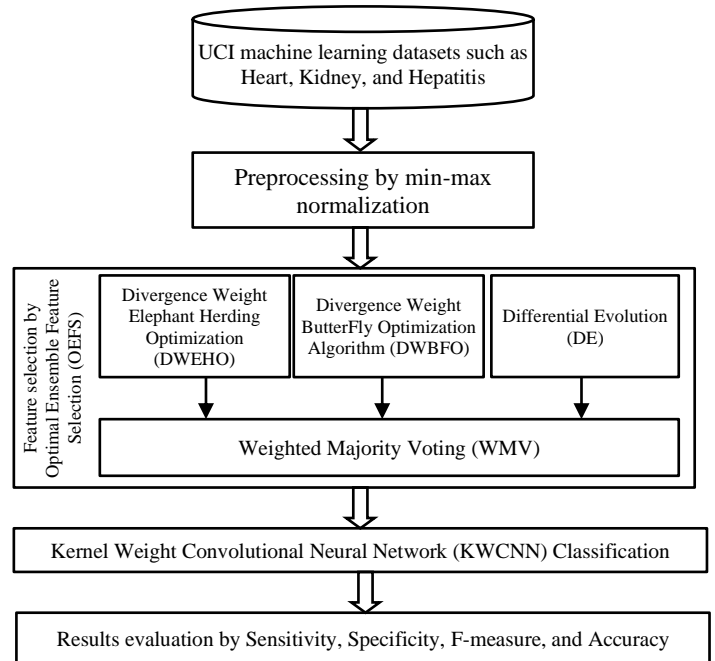 UCI machine learning datasets such as
Heart, Kidney, and Hepatitis
Preprocessing by min-max
normalization
Feature selection by
Optimal Ensemble Feature
Selection (OEFS)
Divergence Weight
Elephant Herding
Optimization
(DWEHO)
Divergence Weight
ButterFly Optimization
Algorithm (DWBFO)
Differential Evolution
(DE)
Weighted Majority Voting (WMV)
Kernel Weight Convolutional Neural Network (KWCNN) Classification
Results evaluation by Sensitivity, Specificity, F-measure, and Accuracy